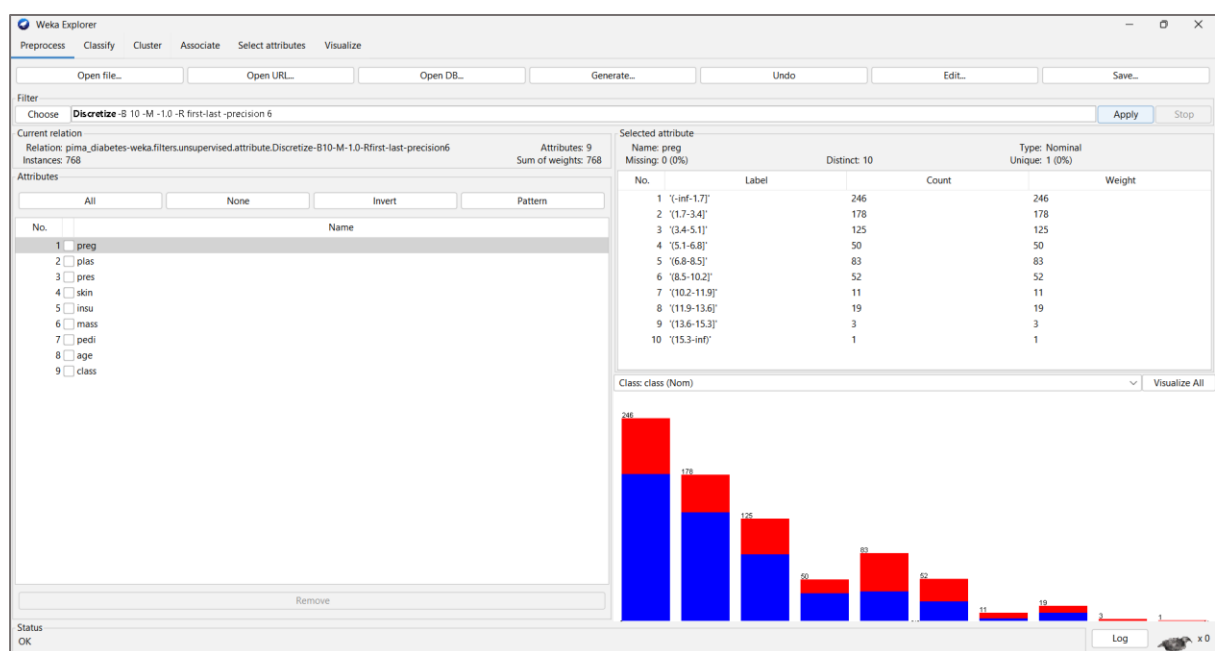 Weka Explorer
Preprocess Classify Cluster Associate Select attributes Visualize
Open file... Open URL... Open DB... Generate... Undo Edit... Save...
Filter
Choose Discretize -B 10 -M -1.0 -R first-last -precision 6 Apply Stop
Current relation
Relation: pima_diabetes-weka.filters.unsupervised.attribute.Discretize-B10-M-1.0-Rfirst-last-precision6 Attributes: 9
Instances: 768 Sum of weights: 768
Attributes
All None Invert Pattern
No. Name
1 preg
2 plas
3 pres
4 skin
5 insu
6 mass
7 pedi
8 age
9 class
Remove
Selected attribute
Name: preg Type: Nominal
Missing: 0 (0%) Distinct: 10 Unique: 1 (0%)
No. Label Count Weight
1 '(-inf-1.7]' 246 246
2 '(1.7-3.4]' 178 178
3 '(3.4-5.1]' 125 125
4 '(5.1-6.8]' 50 50
5 '(6.8-8.5]' 83 83
6 '(8.5-10.2]' 52 52
7 '(10.2-11.9]' 11 11
8 '(11.9-13.6]' 19 19
9 '(13.6-15.3]' 3 3
10 '(15.3-inf)' 1 1
Class: class (Nom) Visualize All
246
178
125
50
83
52
11
19
3
1
Status
OK Log x 0